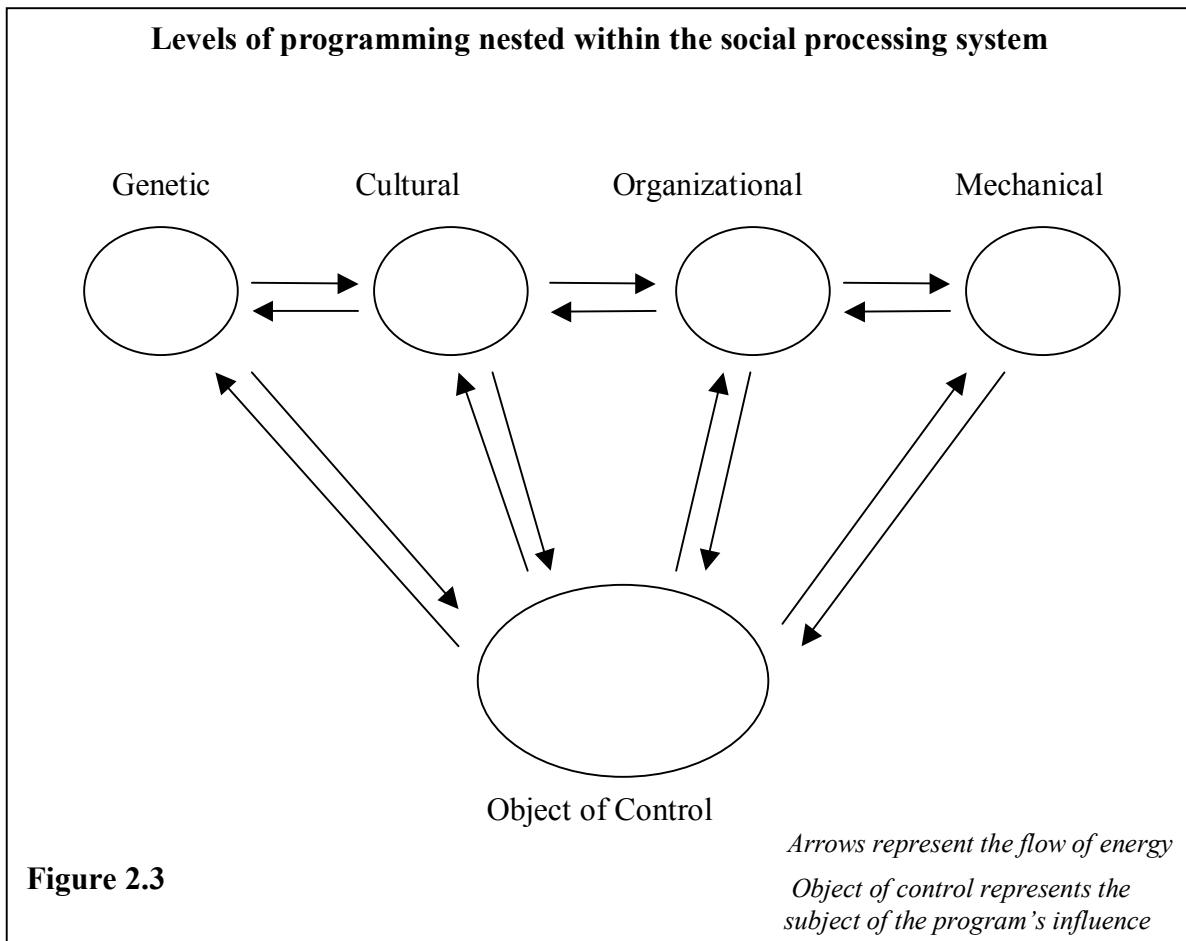 Levels of programming nested within the social processing system
Genetic Cultural Organizational Mechanical
Object of Control
Arrows represent the flow of energy
Figure 2.3
Object of control represents the
subject of the program's influence